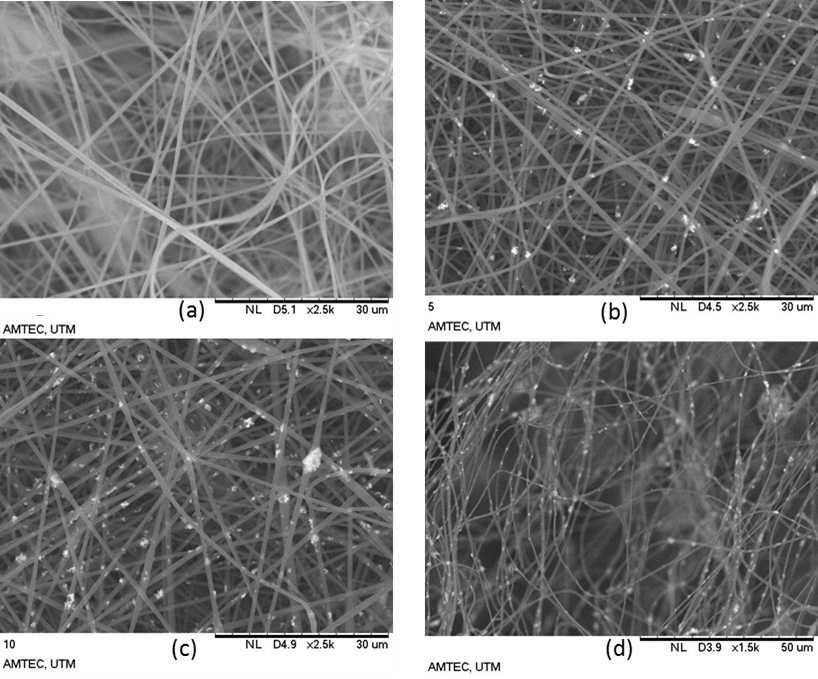 (a) NL D5.1 x2.5k 30 um
AMTEC, UTM
5 (b) NL D4.5 x2.5k 30 um
AMTEC, UTM
10 (c) NL D4.9 x2.5k 30 um
AMTEC, UTM
(d) NL D3.9 x1.5k 50 um
AMTEC, UTM